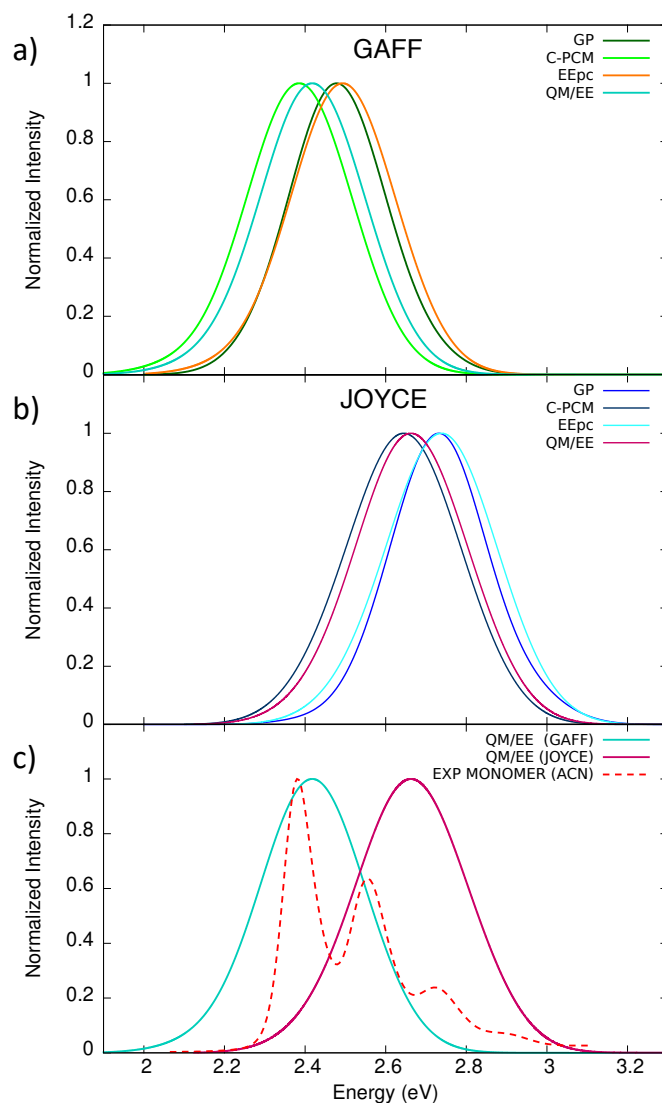 a)
GAFF
GP
C-PCM
EEpc
QM/EE
Normalized Intensity
1.2
1
0.8
0.6
0.4
0.2
0
b)
JOYCE
GP
C-PCM
EEpc
QM/EE
Normalized Intensity
1
0.8
0.6
0.4
0.2
0
c)
QM/EE (GAFF)
QM/EE (JOYCE)
EXP MONOMER (ACN)
Normalized Intensity
1
0.8
0.6
0.4
0.2
0
2 2.2 2.4 2.6 2.8 3 3.2
Energy (eV)